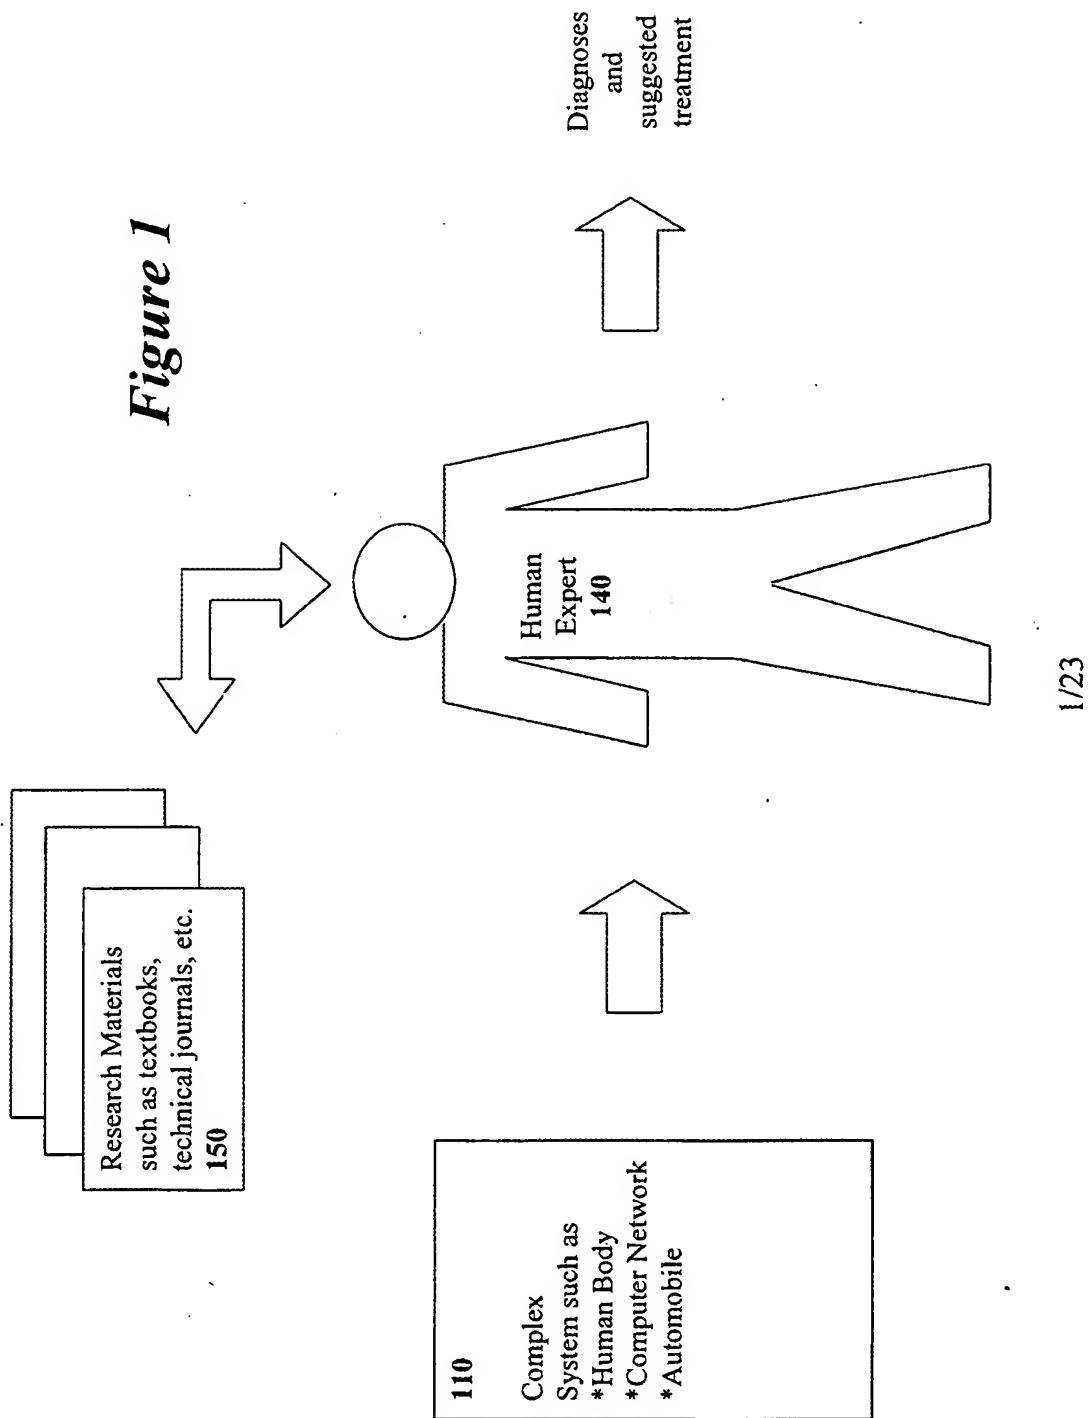 Figure 1
Research Materials
such as textbooks,
technical journals, etc.
150
110
Complex
System such as
*Human Body
*Computer Network
*Automobile
Human
Expert
140
Diagnoses
and
suggested
treatment
1/23